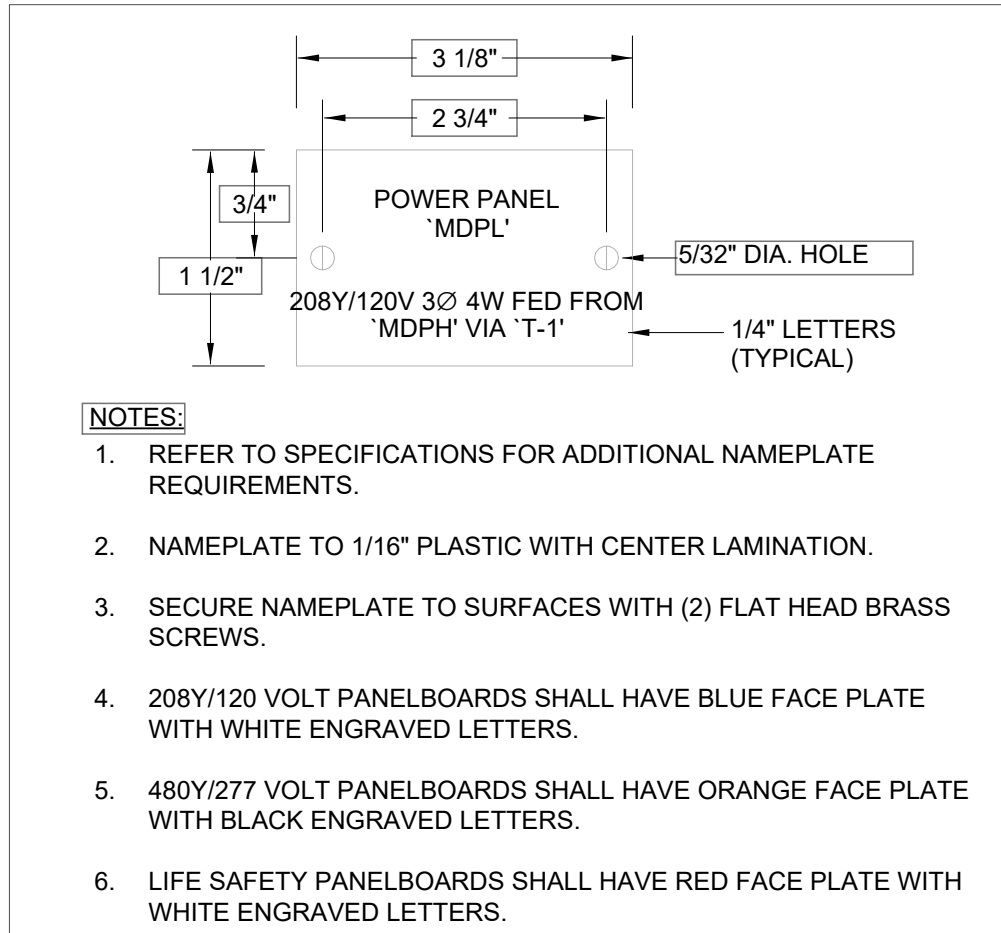 3 1/8"
2 3/4"
3/4"
POWER PANEL
`MDPL'
5/32" DIA. HOLE
1 1/2"
208Y/120V 3Ø 4W FED FROM
`MDPH' VIA `T-1'
1/4" LETTERS
(TYPICAL)
NOTES:
1. REFER TO SPECIFICATIONS FOR ADDITIONAL NAMEPLATE
REQUIREMENTS.
2. NAMEPLATE TO 1/16" PLASTIC WITH CENTER LAMINATION.
3. SECURE NAMEPLATE TO SURFACES WITH (2) FLAT HEAD BRASS
SCREWS.
4. 208Y/120 VOLT PANELBOARDS SHALL HAVE BLUE FACE PLATE
WITH WHITE ENGRAVED LETTERS.
5. 480Y/277 VOLT PANELBOARDS SHALL HAVE ORANGE FACE PLATE
WITH BLACK ENGRAVED LETTERS.
6. LIFE SAFETY PANELBOARDS SHALL HAVE RED FACE PLATE WITH
WHITE ENGRAVED LETTERS.